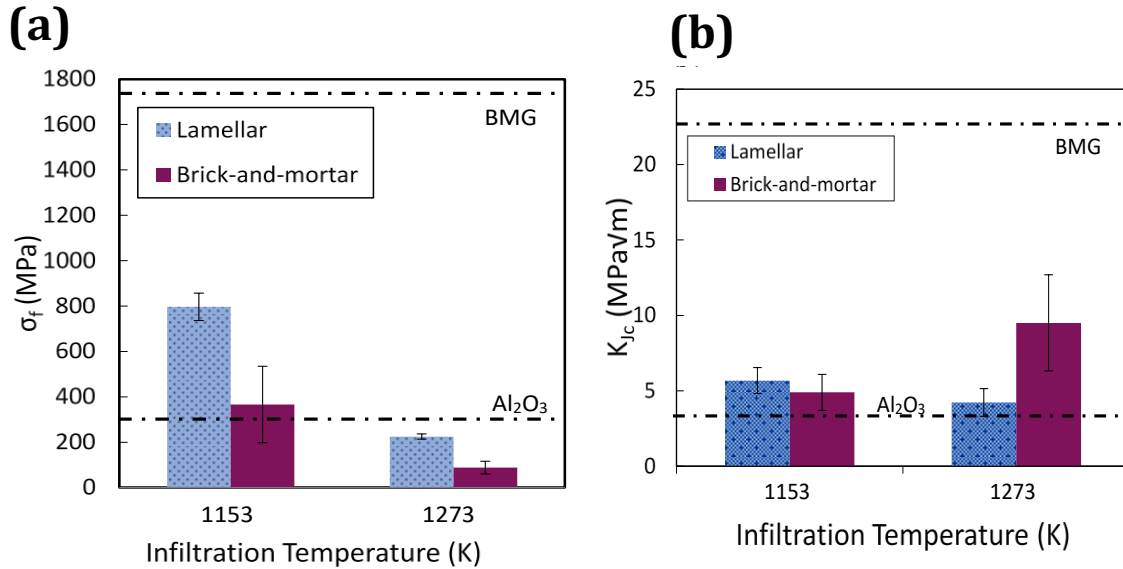 (a)
1800
1600
1400
1200
1000
800
600
400
200
0
σf (MPa)
BMG
Lamellar
Brick-and-mortar
Al₂O₃
1153
1273
Infiltration Temperature (K)
(b)
25
20
15
10
5
0
KJc (MPa√m)
BMG
Lamellar
Brick-and-mortar
Al₂O₃
1153
1273
Infiltration Temperature (K)